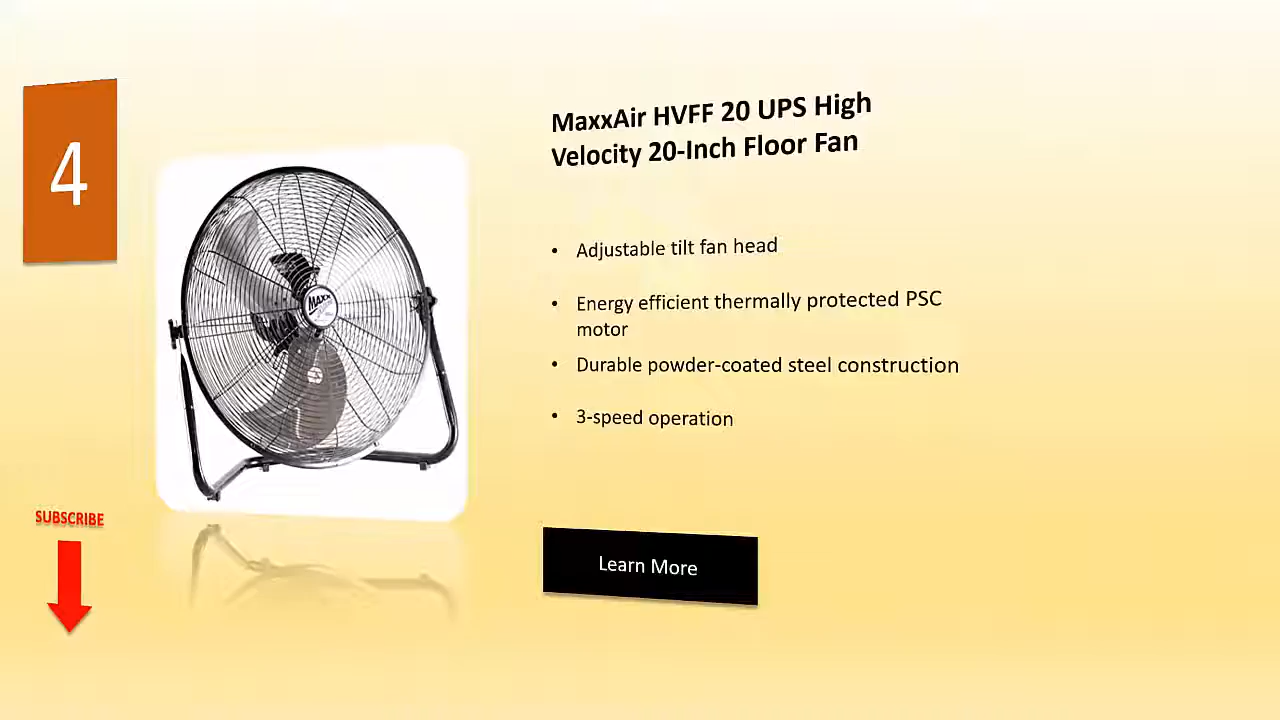 4
MaxxAir HVFF 20 UPS High
Velocity 20-Inch Floor Fan
MAXX
• Adjustable tilt fan head
• Energy efficient thermally protected PSC
motor
• Durable powder-coated steel construction
• 3-speed operation
SUBSCRIBE
Learn More